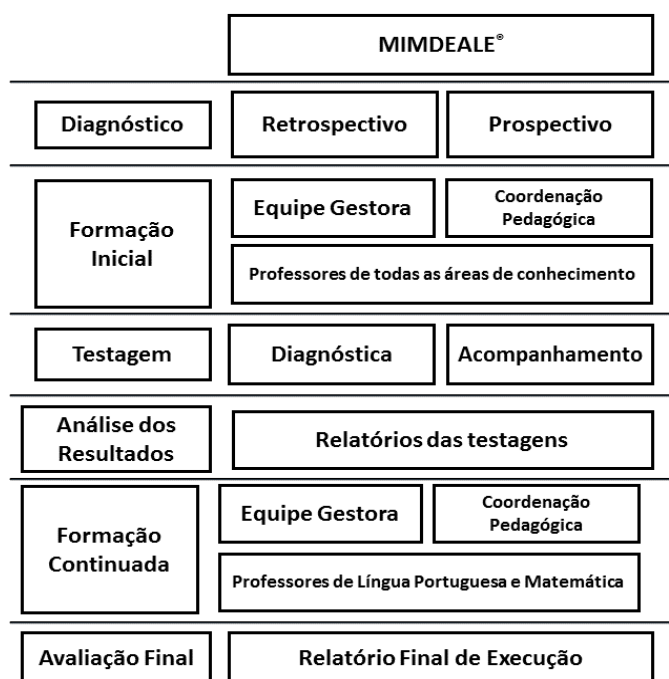 MIMDEALE®
Diagnóstico
Retrospectivo
Prospectivo
Formação
Inicial
Equipe Gestora
Coordenação
Pedagógica
Professores de todas as áreas de conhecimento
Testagem
Diagnóstica
Acompanhamento
Análise dos
Resultados
Relatórios das testagens
Formação
Continuada
Equipe Gestora
Coordenação
Pedagógica
Professores de Língua Portuguesa e Matemática
Avaliação Final
Relatório Final de Execução